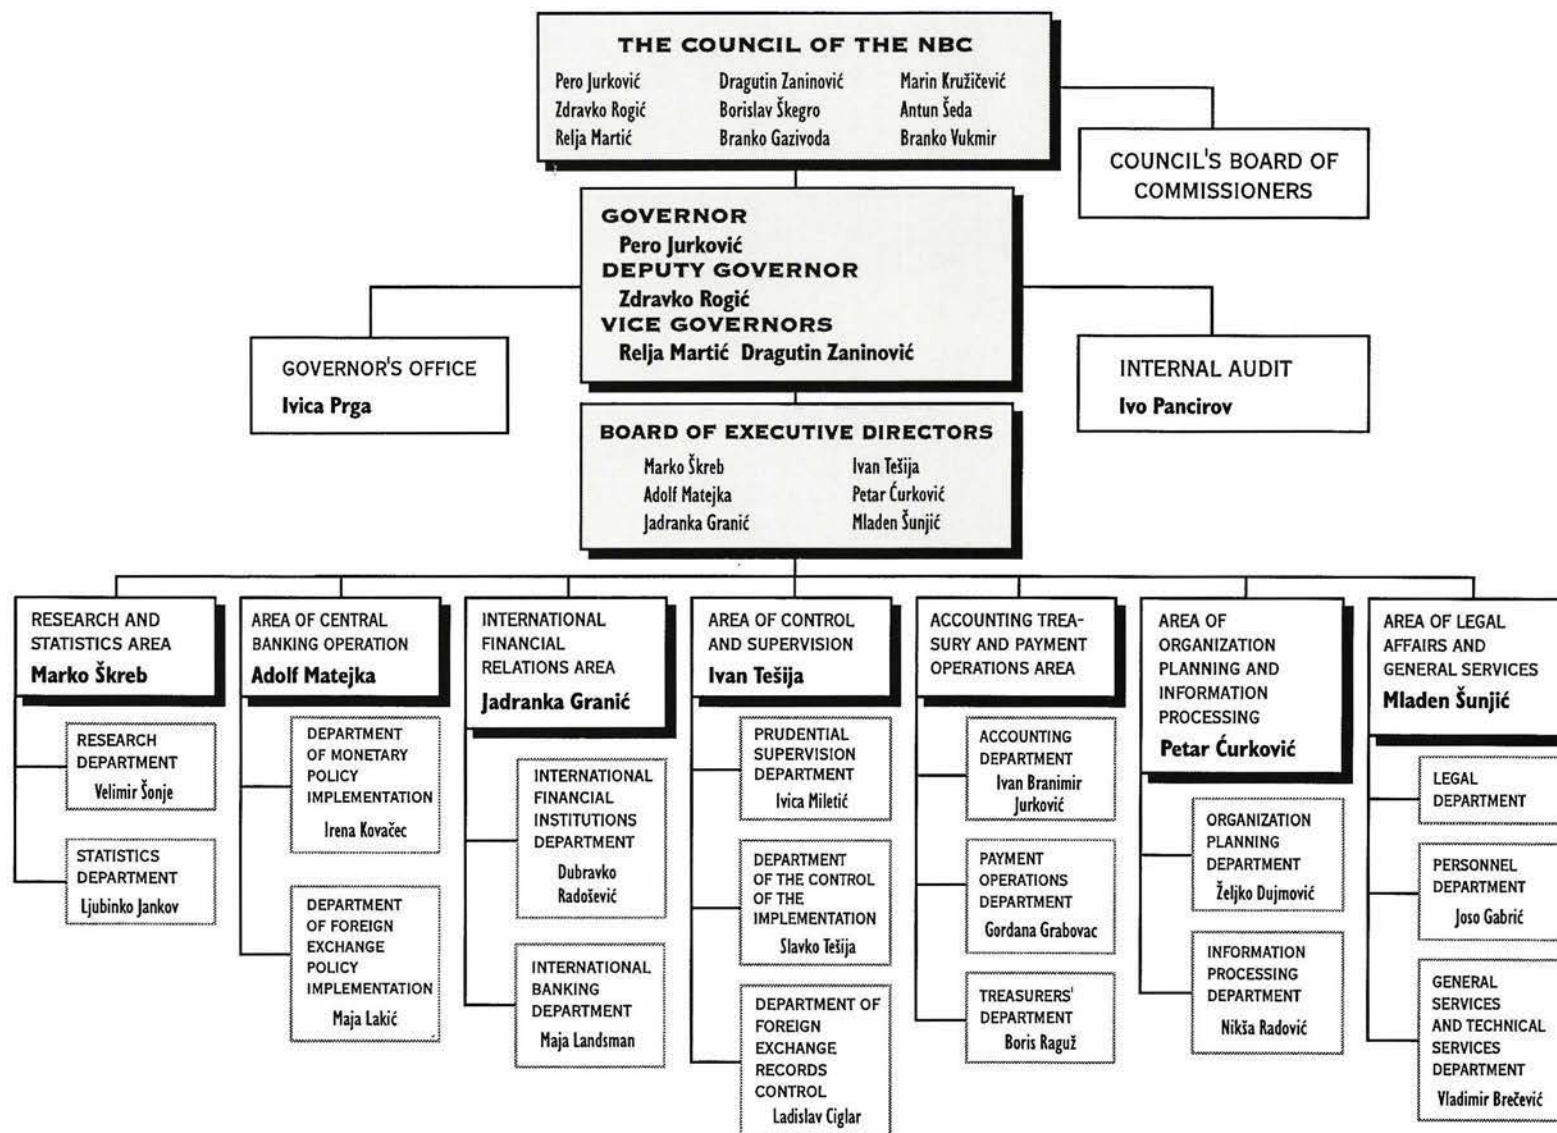 THE COUNCIL OF THE NBC
Pero Jurković Dragutin Zaninović Marin Kružičević
Zdravko Rogić Borislav Škegro Antun Šeda
Relja Martić Branko Gazivoda Branko Vukmir
COUNCIL'S BOARD OF
COMMISSIONERS
GOVERNOR
Pero Jurković
DEPUTY GOVERNOR
Zdravko Rogić
VICE GOVERNORS
Relja Martić Dragutin Zaninović
GOVERNOR'S OFFICE
Ivica Prga
INTERNAL AUDIT
Ivo Pancirov
BOARD OF EXECUTIVE DIRECTORS
Marko Škreb Ivan Tešija
Adolf Matejka Petar Ćurković
Jadranka Granić Mladen Šunjić
RESEARCH AND
STATISTICS AREA
Marko Škreb
RESEARCH
DEPARTMENT
Velimir Šonje
STATISTICS
DEPARTMENT
Ljubinko Jankov
AREA OF CENTRAL
BANKING OPERATION
Adolf Matejka
DEPARTMENT
OF MONETARY
POLICY
IMPLEMENTATION
Irena Kovačec
DEPARTMENT
OF FOREIGN
EXCHANGE
POLICY
IMPLEMENTATION
Maja Lakić
INTERNATIONAL
FINANCIAL
RELATIONS AREA
Jadranka Granić
INTERNATIONAL
FINANCIAL
INSTITUTIONS
DEPARTMENT
Dubravko
Radošević
INTERNATIONAL
BANKING
DEPARTMENT
Maja Landsman
AREA OF CONTROL
AND SUPERVISION
Ivan Tešija
PRUDENTIAL
SUPERVISION
DEPARTMENT
Ivica Miletić
DEPARTMENT
OF THE CONTROL
OF THE
IMPLEMENTATION
Slavko Tešija
DEPARTMENT OF
FOREIGN
EXCHANGE
RECORDS
CONTROL
Ladislav Ciglar
ACCOUNTING TREA-
SURY AND PAYMENT
OPERATIONS AREA
ACCOUNTING
DEPARTMENT
Ivan Branimir
Jurković
PAYMENT
OPERATIONS
DEPARTMENT
Gordana Grabovac
TREASURERS'
DEPARTMENT
Boris Raguž
AREA OF
ORGANIZATION
PLANNING AND
INFORMATION
PROCESSING
Petar Ćurković
ORGANIZATION
PLANNING
DEPARTMENT
Željko Dujmović
INFORMATION
PROCESSING
DEPARTMENT
Nikša Radović
AREA OF LEGAL
AFFAIRS AND
GENERAL SERVICES
Mladen Šunjić
LEGAL
DEPARTMENT
PERSONNEL
DEPARTMENT
Joso Gabrić
GENERAL
SERVICES
AND TECHNICAL
SERVICES
DEPARTMENT
Vladimir Brečević